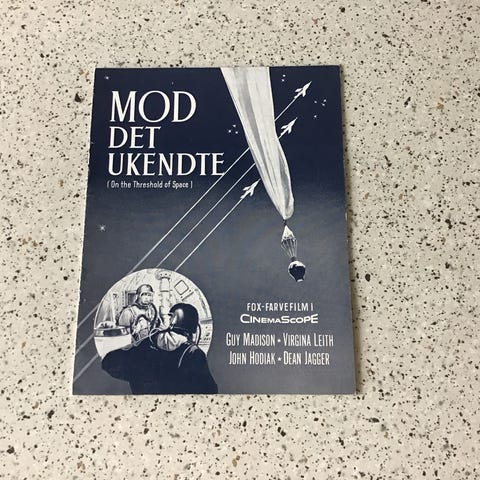 MOD
DET
UKENDTE
(On the Threshold of Space)
FOX-FARVEFILM I
CINEMASCOPE
GUY MADISON • VIRGINA LEITH
JOHN HODIAK • DEAN JAGGER